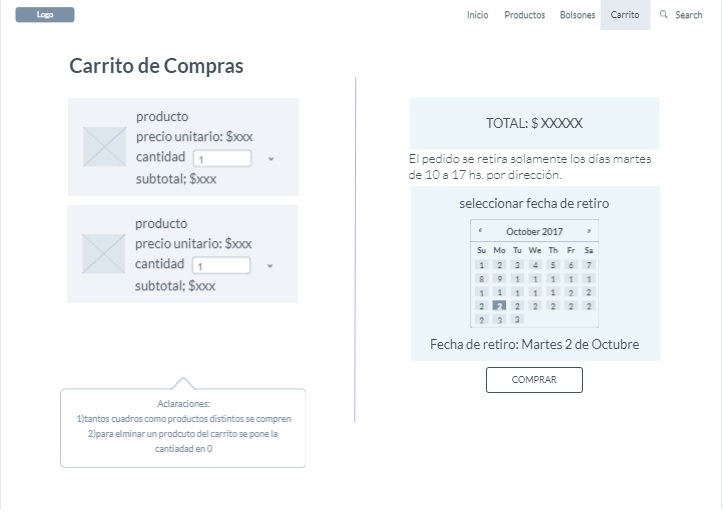 Logo
Inicio Productos Bolsones Carrito Search
Carrito de Compras
producto
precio unitario: $xxx
cantidad 1
subtotal; $xxx
producto
precio unitario: $xxx
cantidad 1
subtotal; $xxx
Aclaraciones:
1)tantos cuadros como productos distintos se compren
2)para elminar un prodcuto del carrito se pone la
cantiadad en 0
TOTAL: $ XXXXX
El pedido se retira solamente los días martes
de 10 a 17 hs. por dirección.
seleccionar fecha de retiro
‹ October 2017 ›
Su Mo Tu We Th Fr Sa
1 2 3 4 5 6 7
8 9 1 1 1 1 1
1 1 1 1 1 2 2
2 2 2 2 2 2 2
2 3 3
Fecha de retiro: Martes 2 de Octubre
COMPRAR